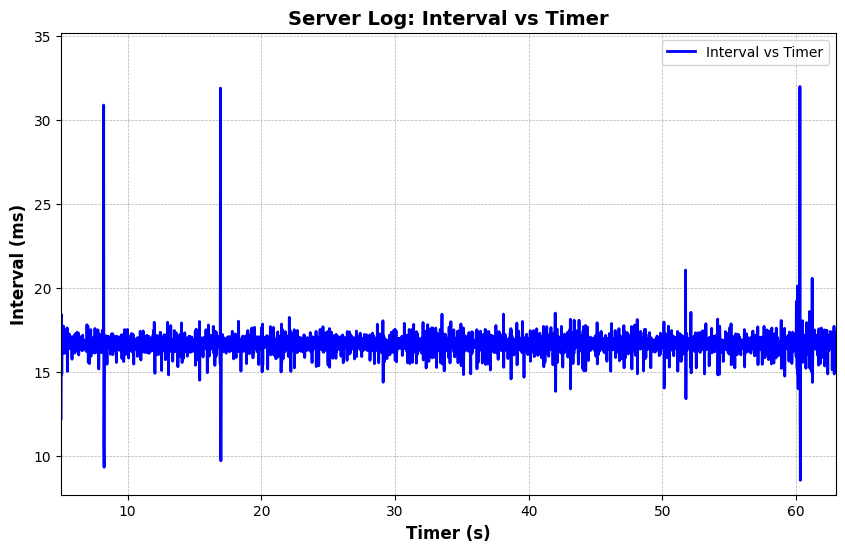 Server Log: Interval vs Timer
Interval vs Timer
35
30
25
20
15
10
Interval (ms)
10 20 30 40 50 60
Timer (s)